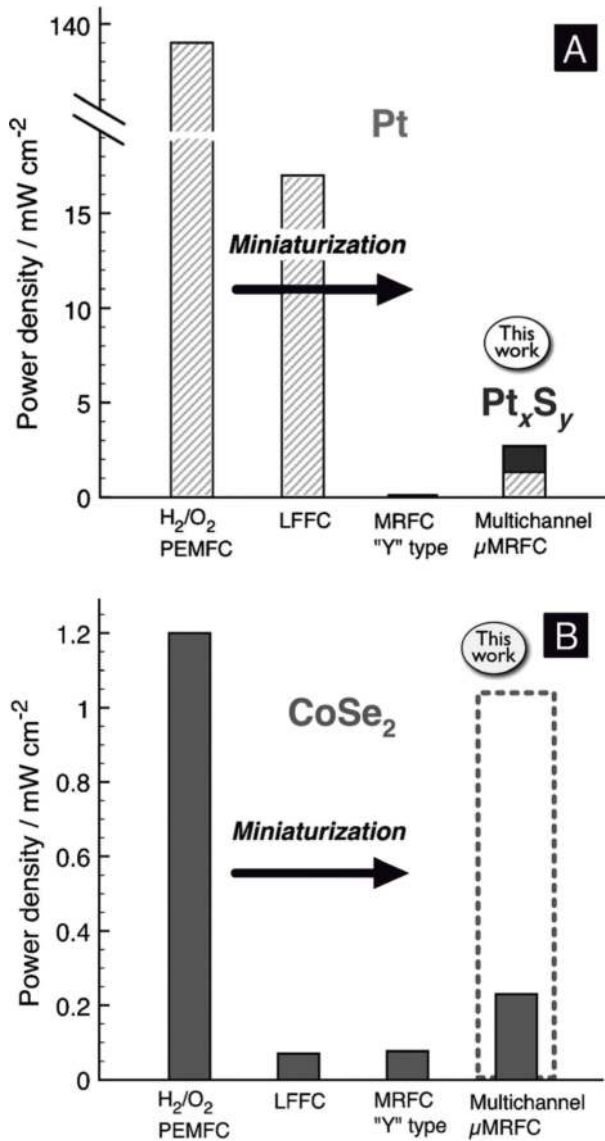 A
Power density / mW cm⁻²
140
15
10
5
0
Pt
Miniaturization
This
work
PtₓSᵧ
H₂/O₂
PEMFC
LFFC
MRFC
"Y" type
Multichannel
μMRFC
B
Power density / mW cm⁻²
1.2
1
0.8
0.6
0.4
0.2
0
This
work
CoSe₂
Miniaturization
H₂/O₂
PEMFC
LFFC
MRFC
"Y" type
Multichannel
μMRFC